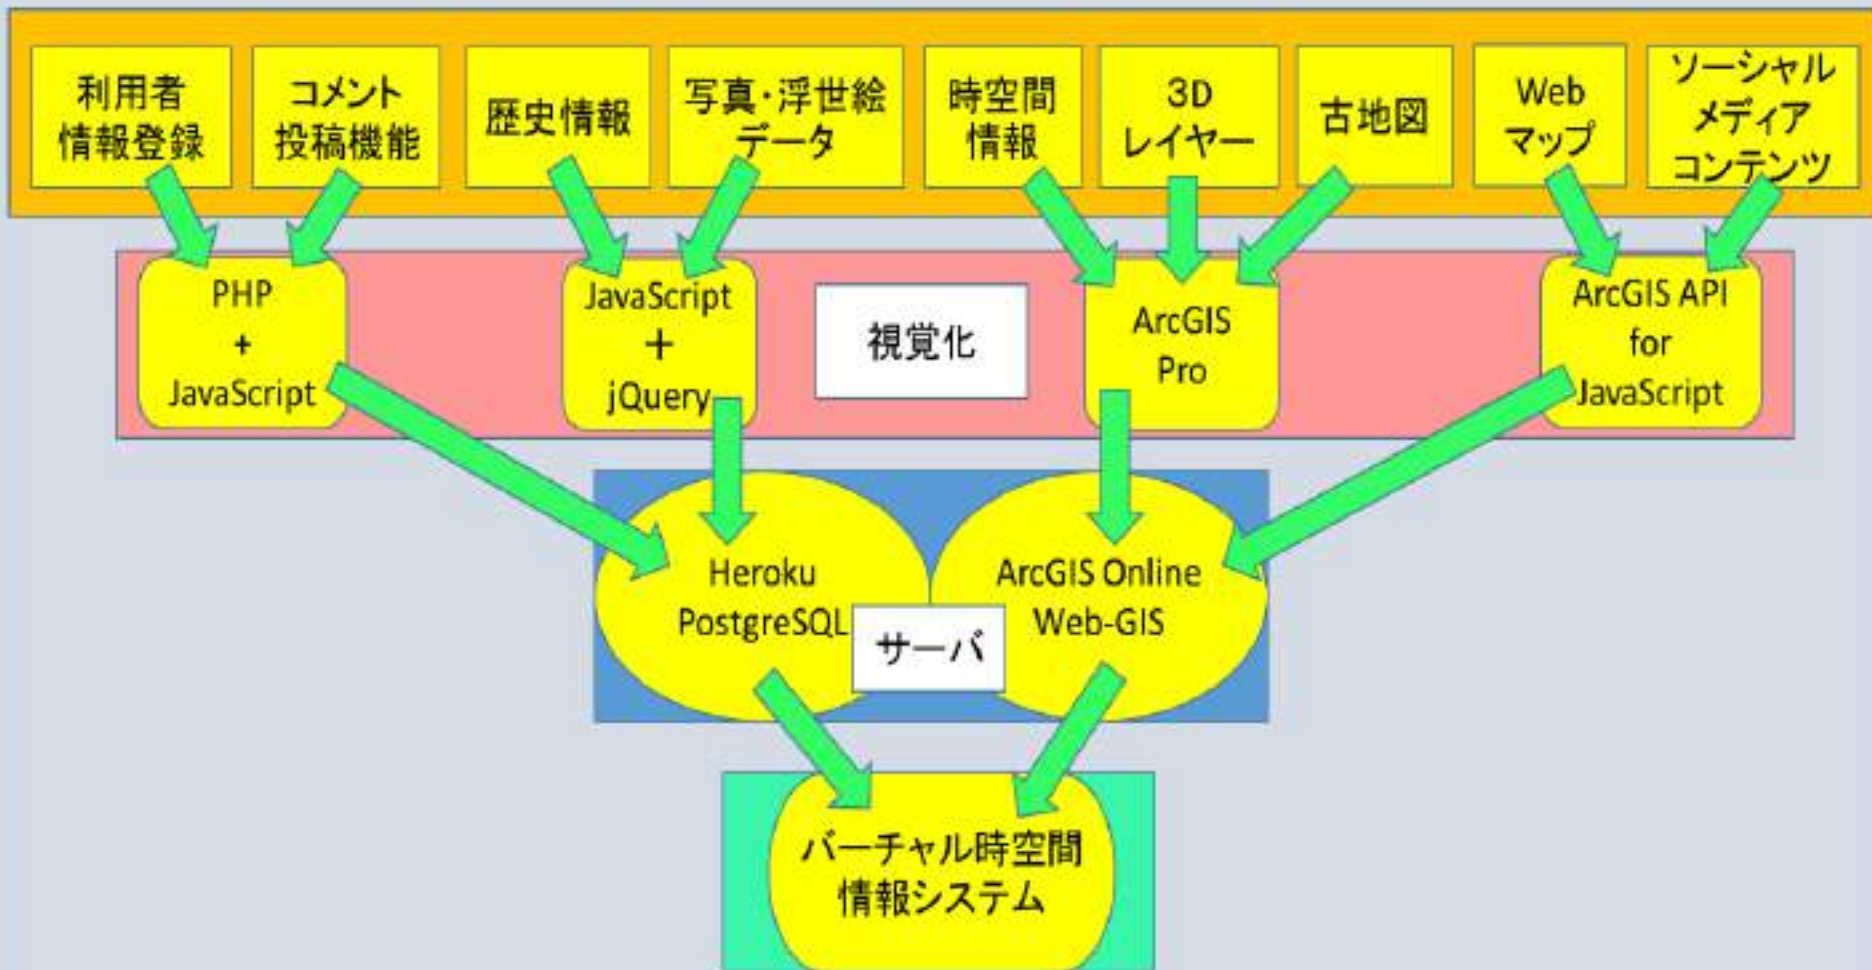 利用者
情報登録
コメント
投稿機能
歴史情報
写真・浮世絵
データ
時空間
情報
3D
レイヤー
古地図
Web
マップ
ソーシャル
メディア
コンテンツ
PHP
+
JavaScript
JavaScript
+
jQuery
視覚化
ArcGIS
Pro
ArcGIS API
for
JavaScript
Heroku
PostgreSQL
サーバ
ArcGIS Online
Web-GIS
バーチャル時空間
情報システム